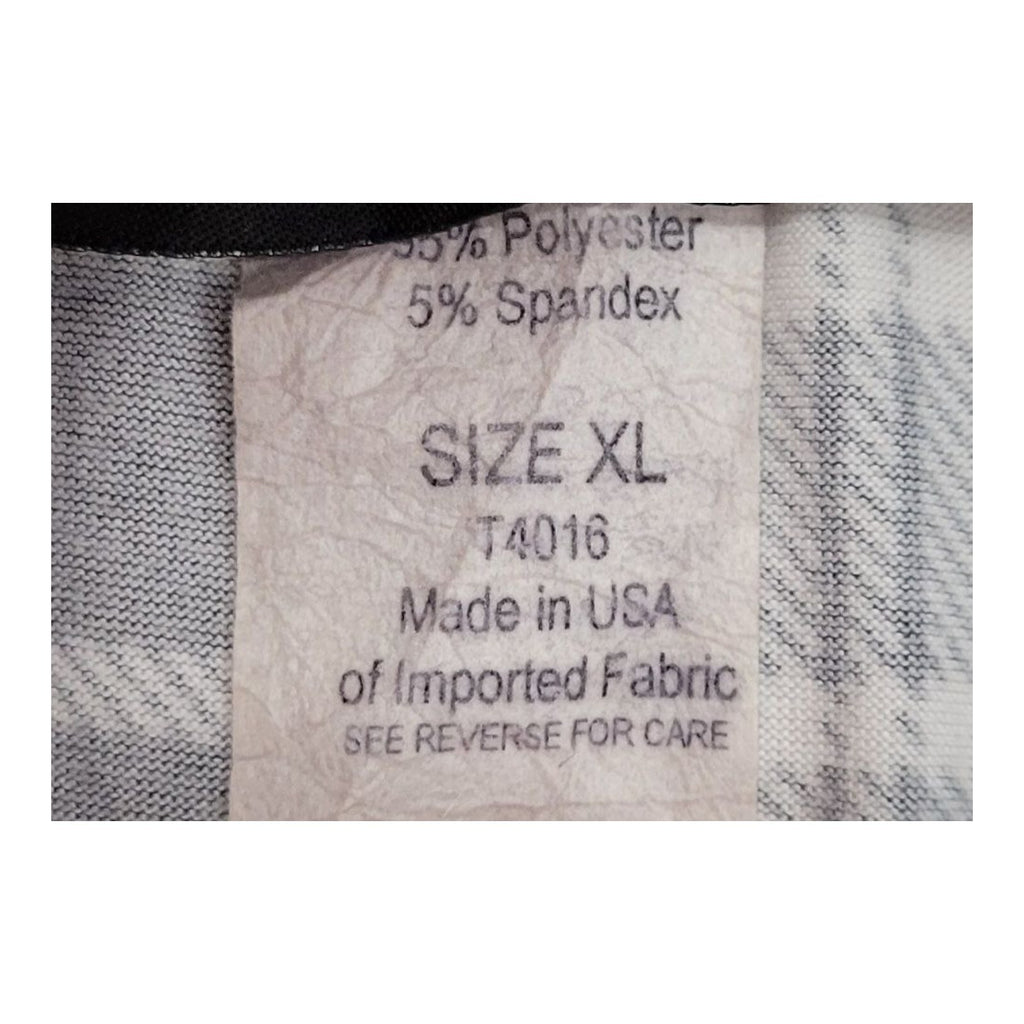 Polyester
5% Spandex
SIZE XL
T4016
Made in USA
of Imported Fabric
SEE REVERSE FOR CARE